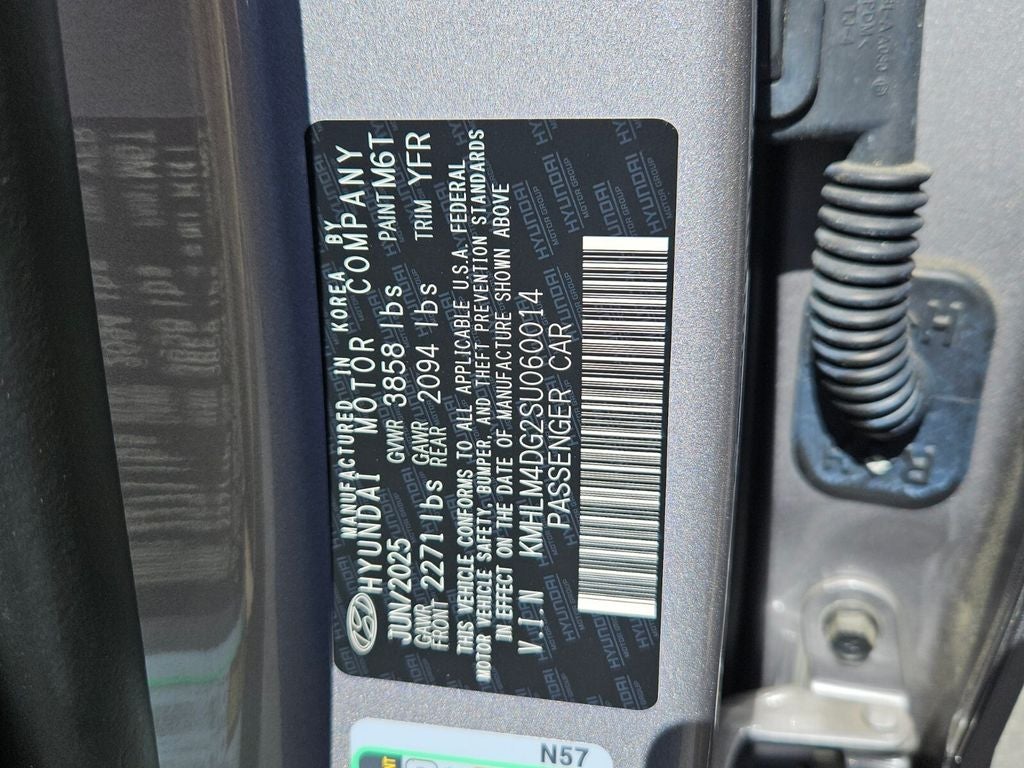 MANUFACTURED IN KOREA BY
HYUNDAI MOTOR COMPANY
JUN/2025 GVWR 3858 lbs PAINT M6T
GAWR FRONT 2271 lbs GAWR REAR 2094 lbs TRIM YFR
THIS VEHICLE CONFORMS TO ALL APPLICABLE U.S.A. FEDERAL
MOTOR VEHICLE SAFETY, BUMPER, AND THEFT PREVENTION STANDARDS
IN EFFECT ON THE DATE OF MANUFACTURE SHOWN ABOVE
V.I.N KMHLM4DG2SU060014
PASSENGER CAR
N57